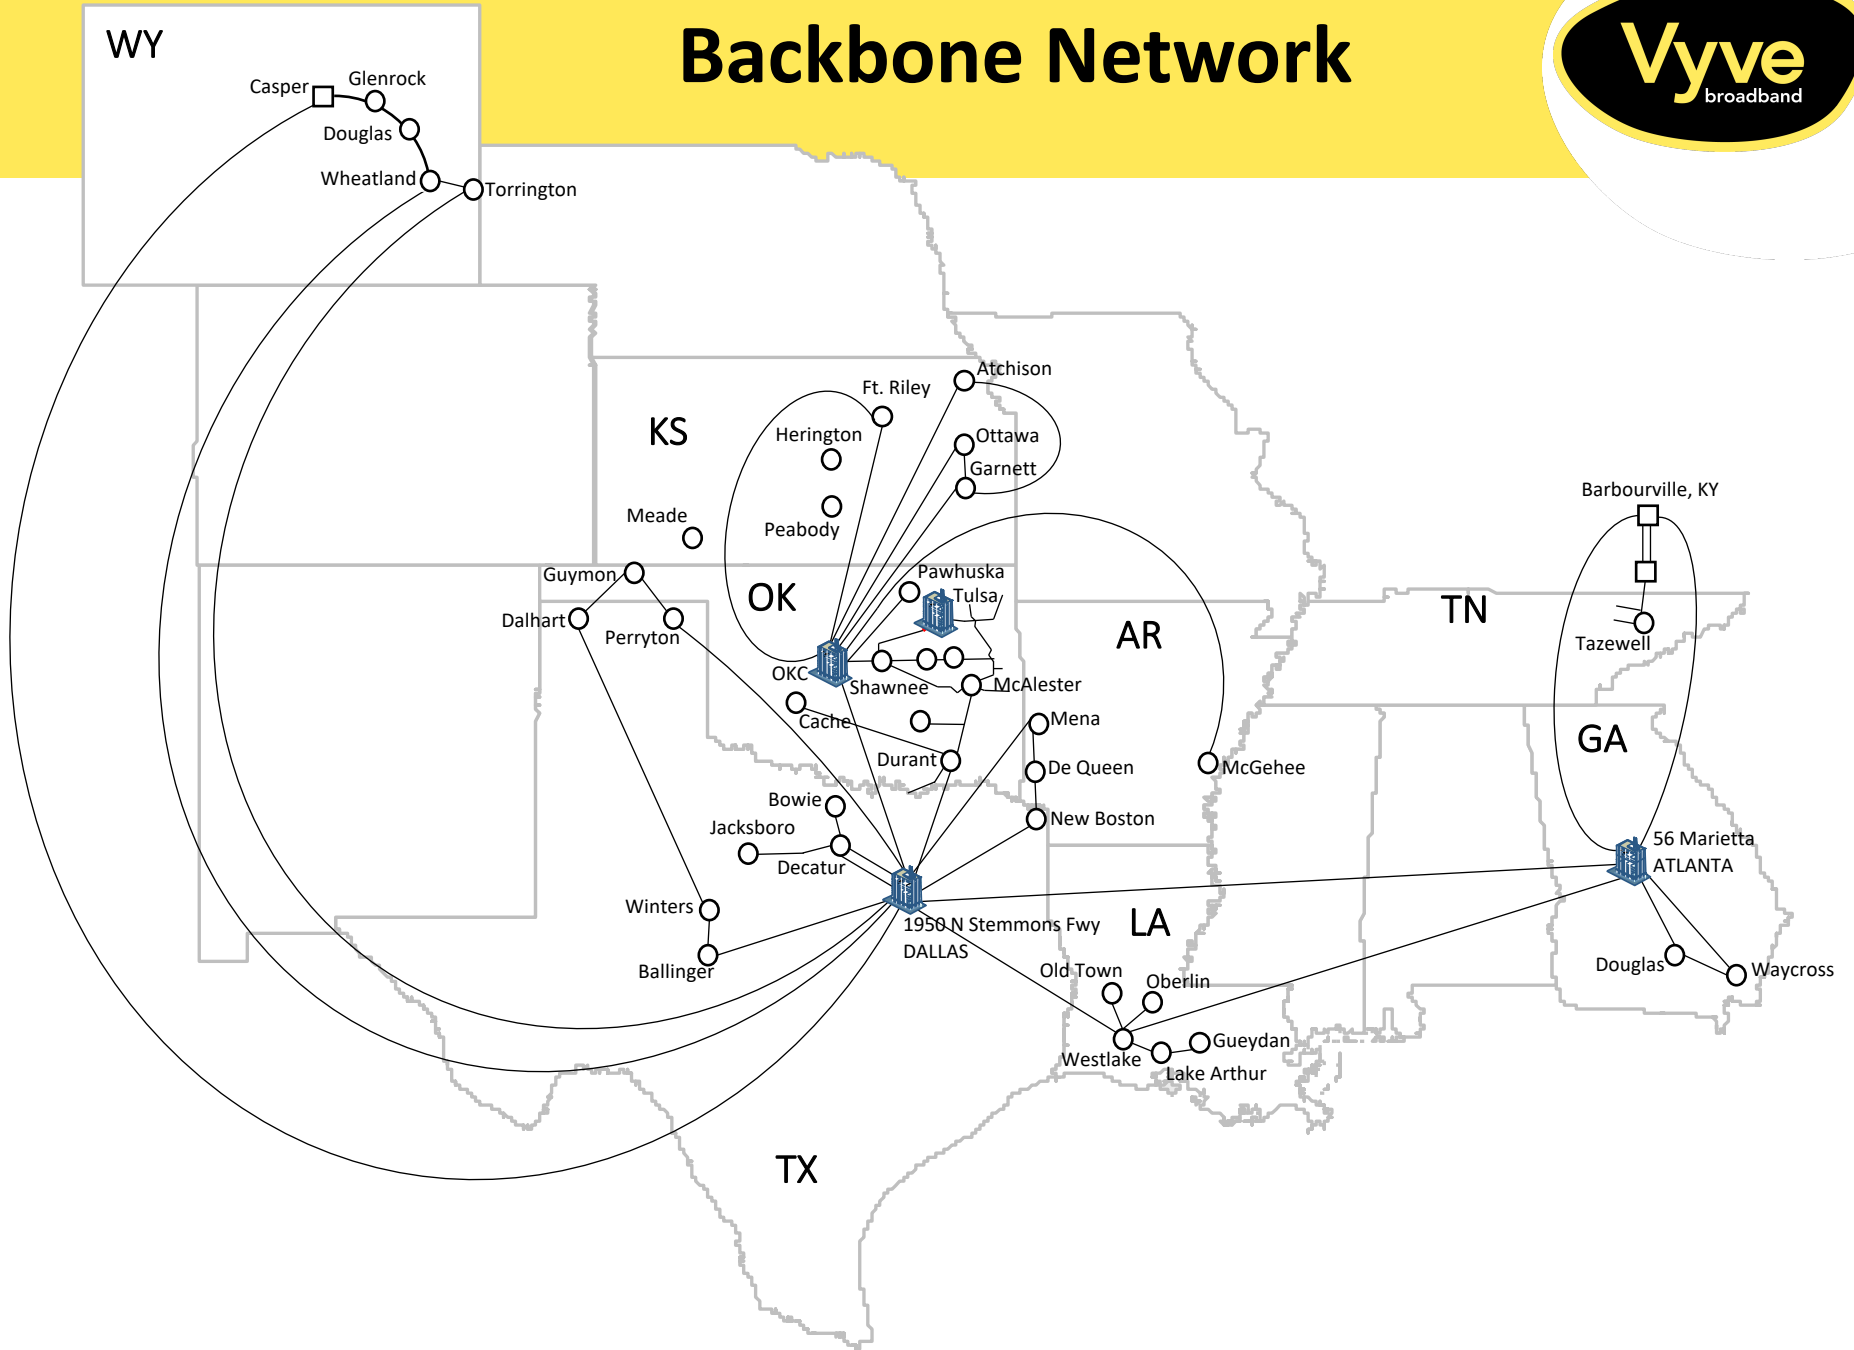 Backbone Network
Vyve
broadband
WY
Casper
Glenrock
Douglas
Wheatland
Torrington
Atchison
Ft. Riley
KS
Herington
Ottawa
Garnett
Meade
Peabody
Barbourville, KY
Guymon
Pawhuska
OK
Tulsa
Dalhart
Perryton
AR
TN
Tazewell
OKC
Shawnee
McAlester
Cache
Mena
GA
Durant
De Queen
McGehee
Bowie
Jacksboro
New Boston
Decatur
56 Marietta
ATLANTA
Winters
1950 N Stemmons Fwy
DALLAS
LA
Ballinger
Old Town
Oberlin
Douglas
Waycross
Westlake
Gueydan
Lake Arthur
TX